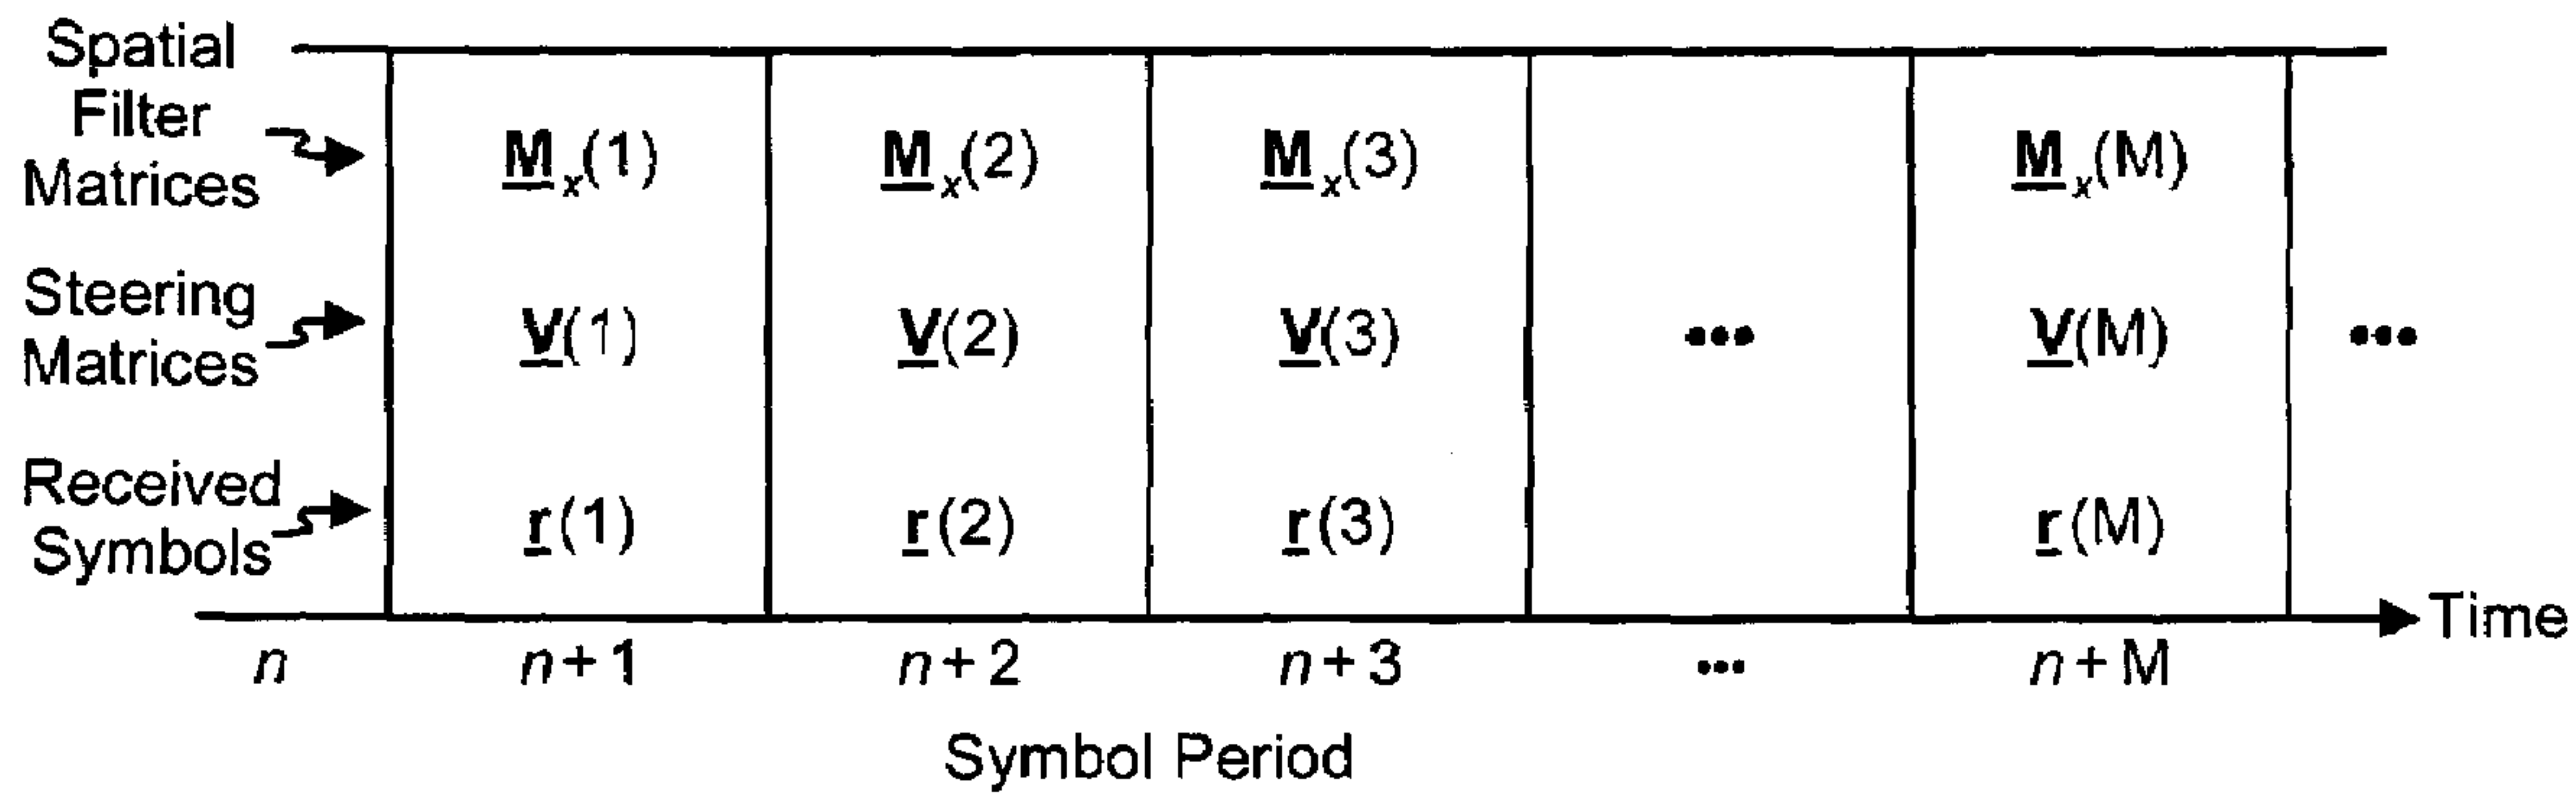 Spatial
Filter
Matrices
M_x(1) M_x(2) M_x(3) M_x(M)
Steering
Matrices
V(1) V(2) V(3) ••• V(M) •••
Received
Symbols
r(1) r(2) r(3) r(M)
Time
n n+1 n+2 n+3 ••• n+M
Symbol Period